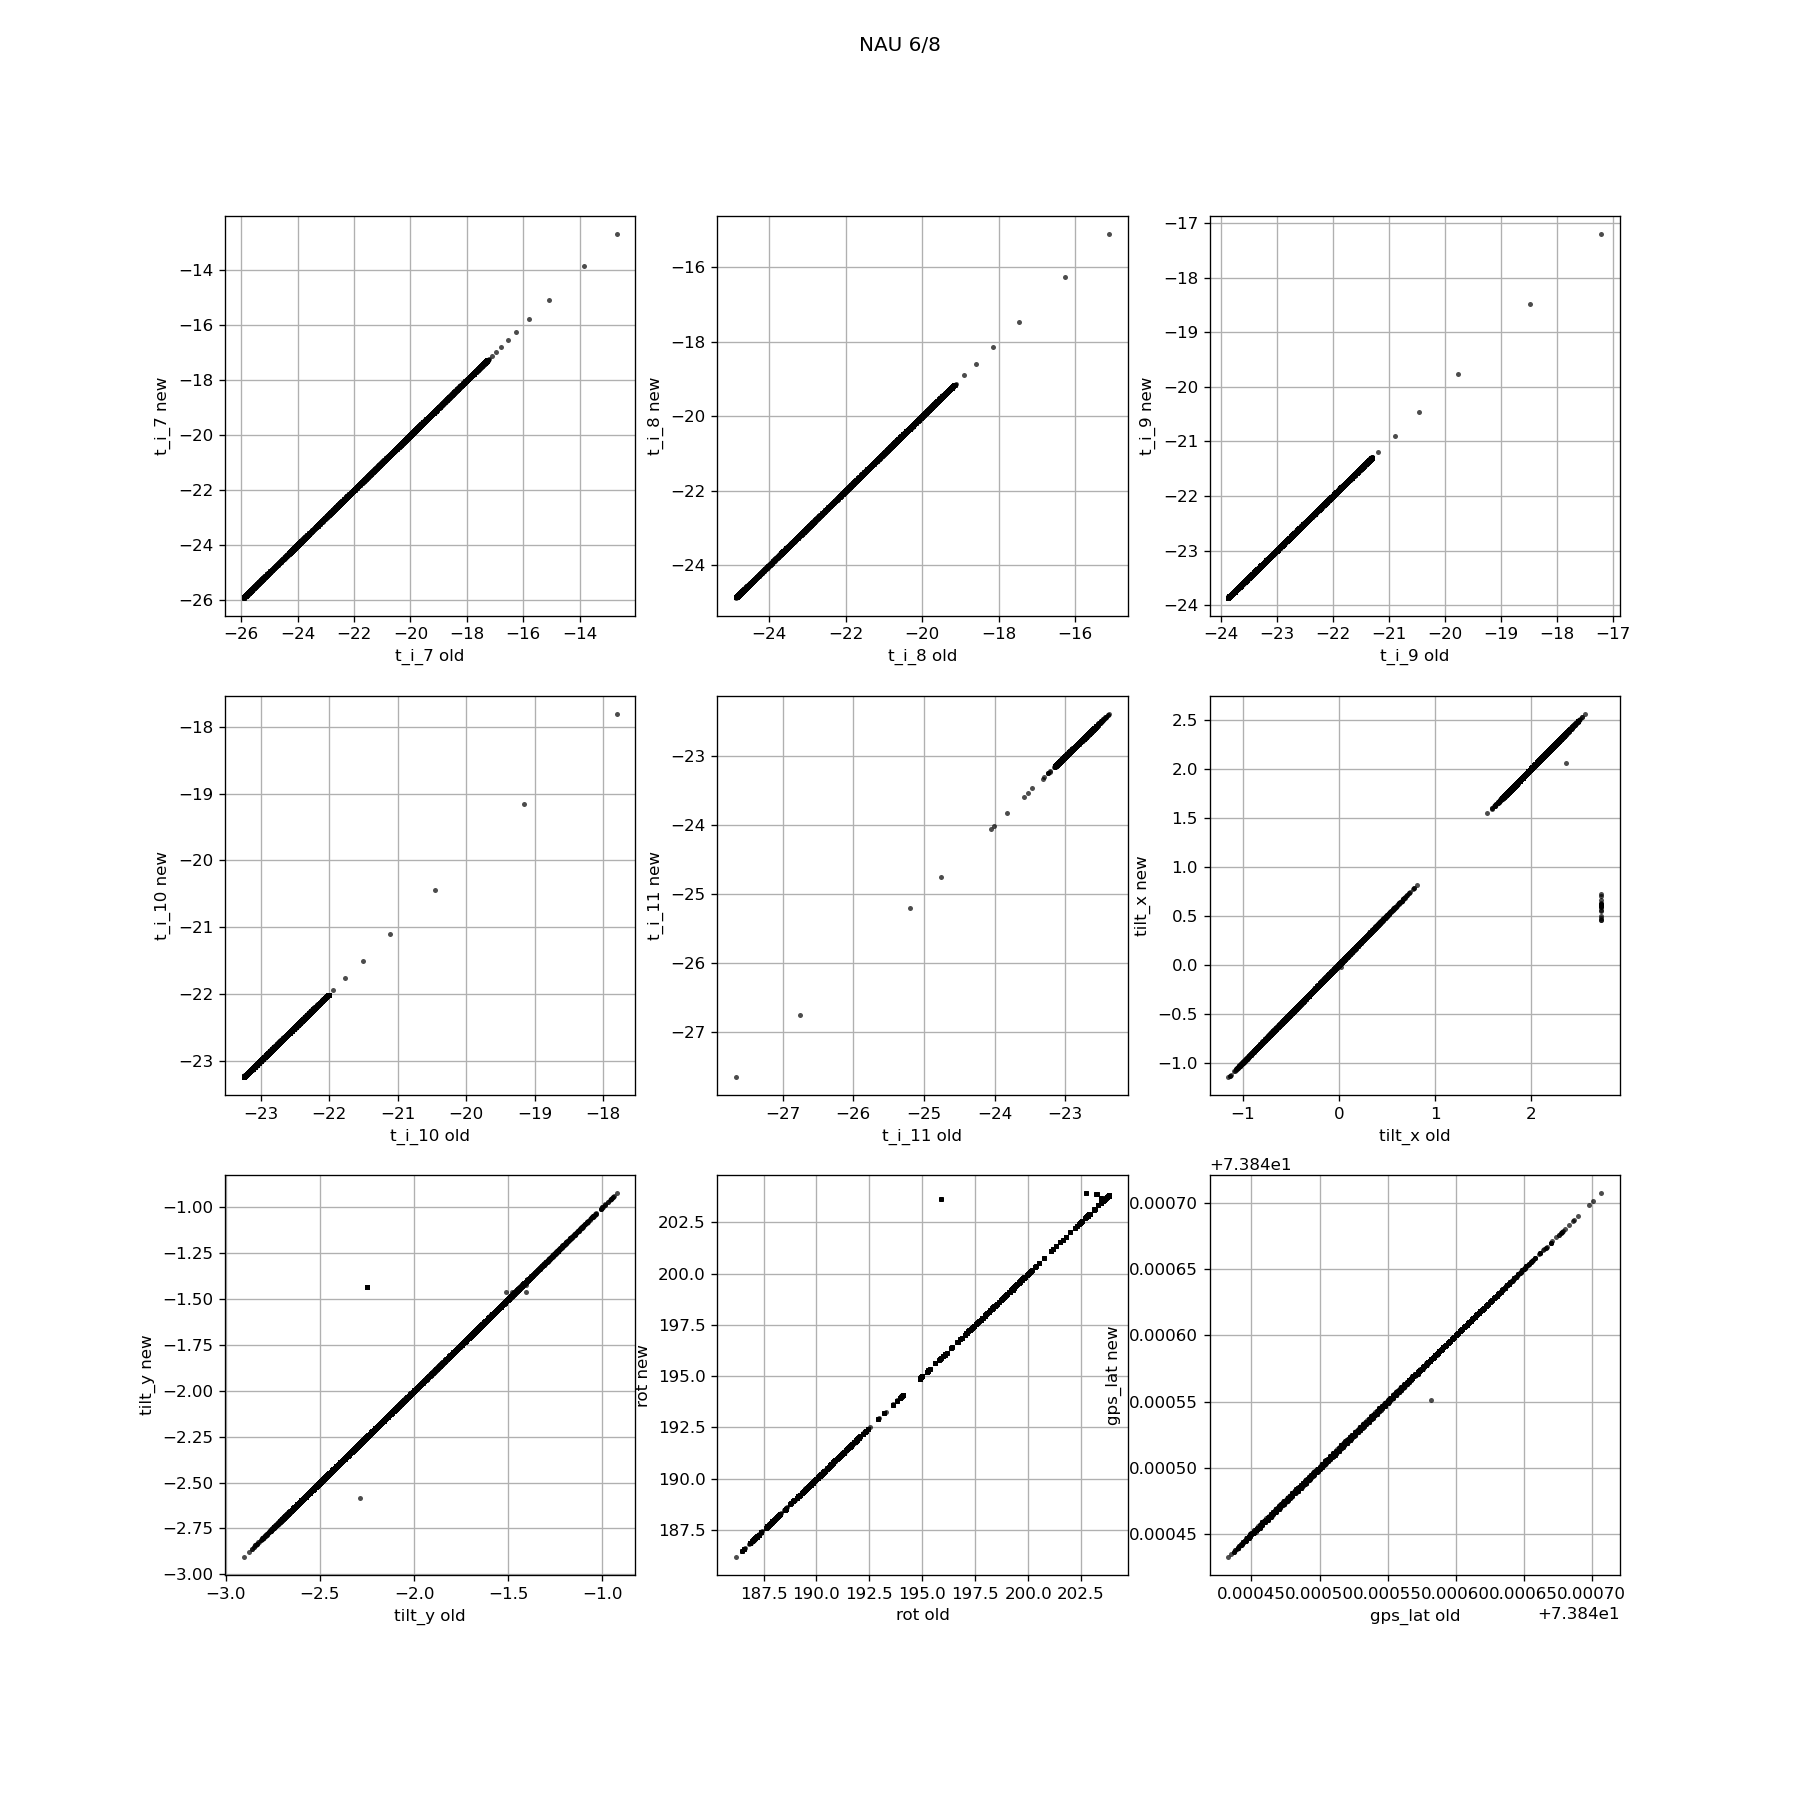 NAU 6/8
−14
−16
−18
−20
−22
−24
−26
t_i_7 new
−26 −24 −22 −20 −18 −16 −14
t_i_7 old
−16
−18
−20
−22
−24
t_i_8 new
−24 −22 −20 −18 −16
t_i_8 old
−17
−18
−19
−20
−21
−22
−23
−24
t_i_9 new
−24 −23 −22 −21 −20 −19 −18 −17
t_i_9 old
−18
−19
−20
−21
−22
−23
t_i_10 new
−23 −22 −21 −20 −19 −18
t_i_10 old
−23
−24
−25
−26
−27
t_i_11 new
−27 −26 −25 −24 −23
t_i_11 old
2.5
2.0
1.5
1.0
0.5
0.0
−0.5
−1.0
tilt_x new
−1 0 1 2
tilt_x old
−1.00
−1.25
−1.50
−1.75
−2.00
−2.25
−2.50
−2.75
−3.00
tilt_y new
−3.0 −2.5 −2.0 −1.5 −1.0
tilt_y old
202.5
200.0
197.5
195.0
192.5
190.0
187.5
rot new
187.5 190.0 192.5 195.0 197.5 200.0 202.5
rot old
+7.384e1
0.00070
0.00065
0.00060
0.00055
0.00050
0.00045
gps_lat new
0.00045 0.00050 0.00055 0.00060 0.00065 0.00070
gps_lat old
+7.384e1